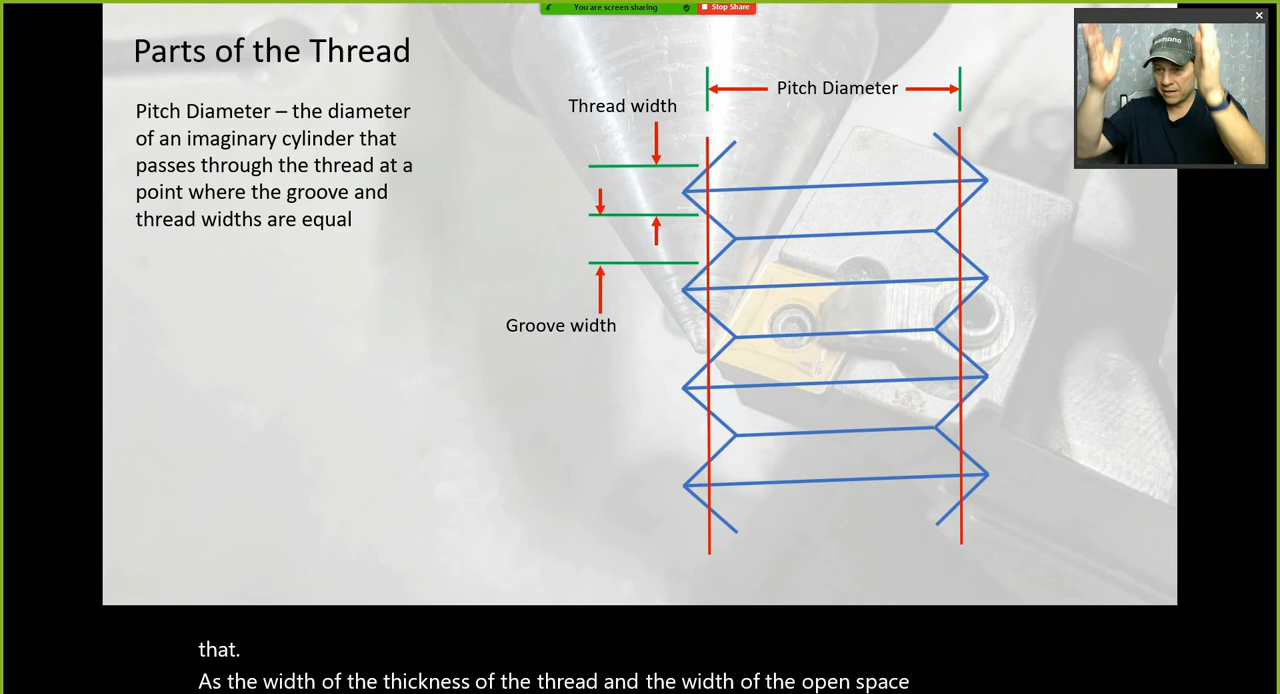 You are screen sharing
Stop Share
Parts of the Thread
Pitch Diameter – the diameter
of an imaginary cylinder that
passes through the thread at a
point where the groove and
thread widths are equal
Thread width
Pitch Diameter
Groove width
that.
As the width of the thickness of the thread and the width of the open space